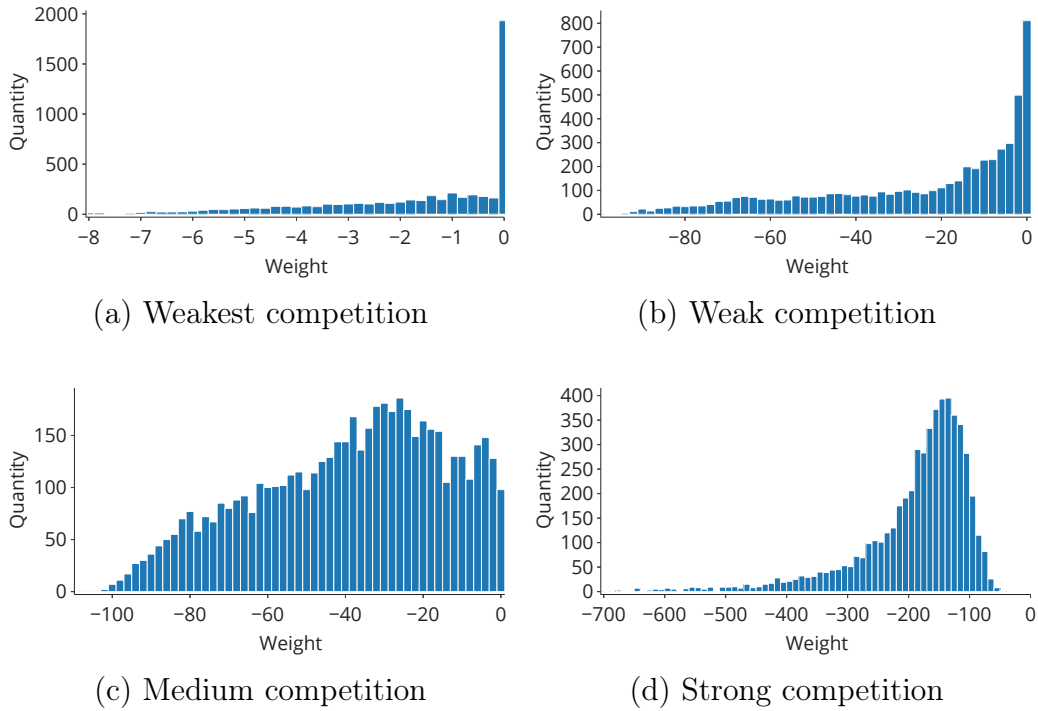 2000
1500
1000
500
0
Quantity
−8 −7 −6 −5 −4 −3 −2 −1 0
Weight
(a) Weakest competition
800
700
600
500
400
300
200
100
0
Quantity
−80 −60 −40 −20 0
Weight
(b) Weak competition
150
100
50
0
Quantity
−100 −80 −60 −40 −20 0
Weight
(c) Medium competition
400
350
300
250
200
150
100
50
0
Quantity
−700 −600 −500 −400 −300 −200 −100 0
Weight
(d) Strong competition